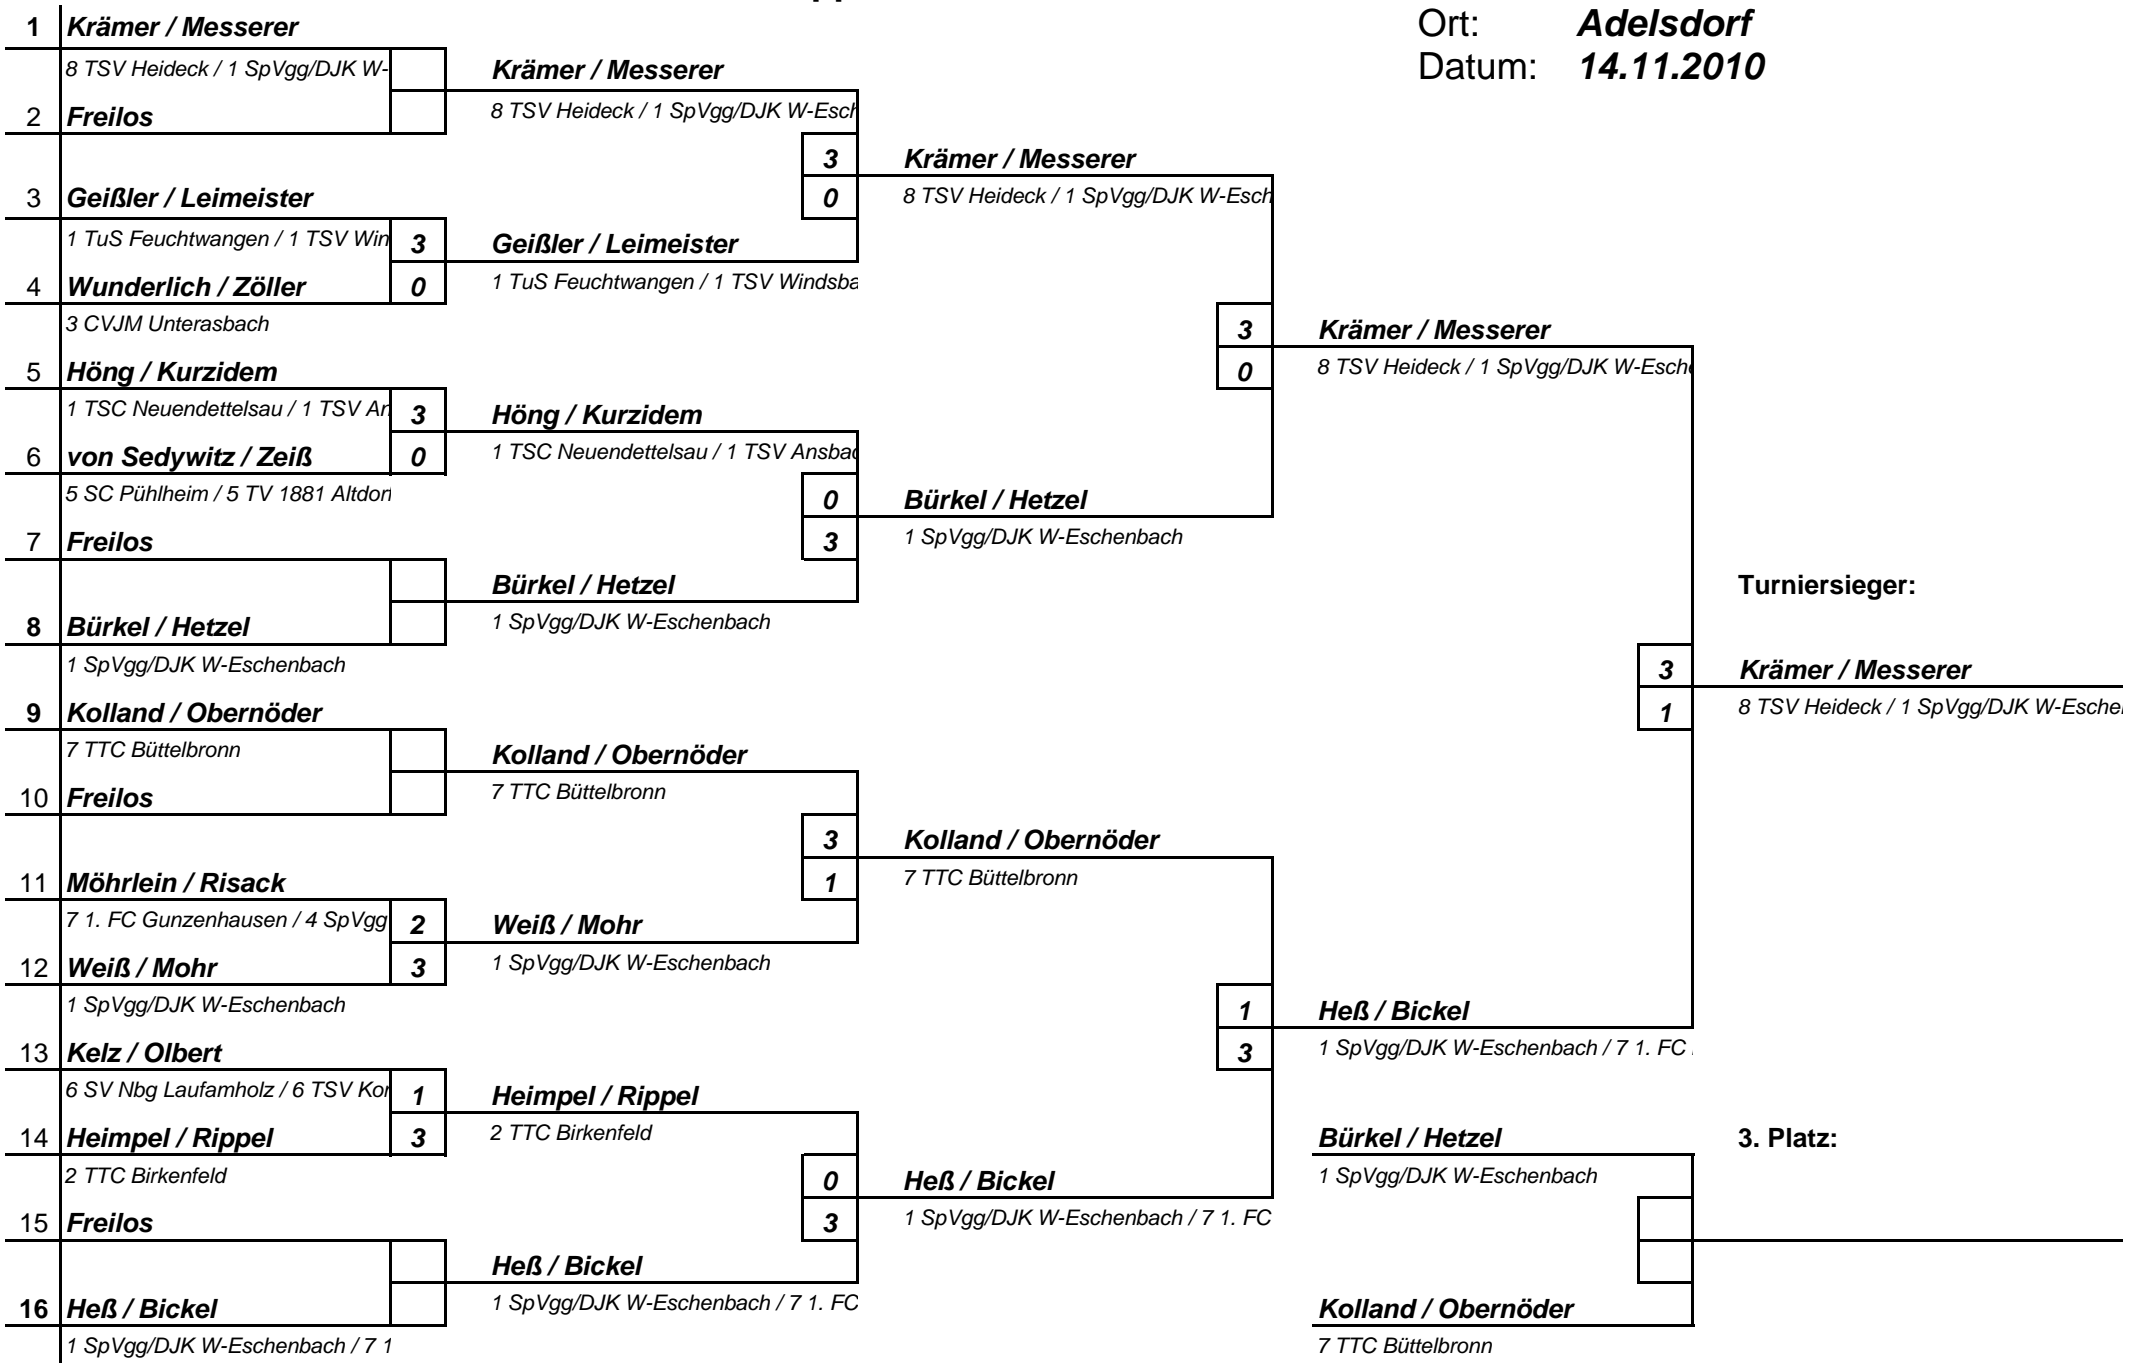 Ort: Adelsdorf
Datum: 14.11.2010
1 Krämer / Messerer
8 TSV Heideck / 1 SpVgg/DJK W-
2 Freilos
3 Geißler / Leimeister
1 TuS Feuchtwangen / 1 TSV Win
3
4 Wunderlich / Zöller 0
3 CVJM Unterasbach
5 Höng / Kurzidem
1 TSC Neuendettelsau / 1 TSV An
3
6 von Sedywitz / Zeiß 0
5 SC Pühlheim / 5 TV 1881 Altdorf
7 Freilos
8 Bürkel / Hetzel
1 SpVgg/DJK W-Eschenbach
9 Kolland / Obernöder
7 TTC Büttelbronn
10 Freilos
11 Möhrlein / Risack
7 1. FC Gunzenhausen / 4 SpVgg
2
12 Weiß / Mohr 3
1 SpVgg/DJK W-Eschenbach
13 Kelz / Olbert
6 SV Nbg Laufamholz / 6 TSV Kor
1
14 Heimpel / Rippel 3
2 TTC Birkenfeld
15 Freilos
16 Heß / Bickel
1 SpVgg/DJK W-Eschenbach / 7 1
Krämer / Messerer
8 TSV Heideck / 1 SpVgg/DJK W-Esch
3
0
Geißler / Leimeister
1 TuS Feuchtwangen / 1 TSV Windsba
Höng / Kurzidem
1 TSC Neuendettelsau / 1 TSV Ansbac
0
3
Bürkel / Hetzel
1 SpVgg/DJK W-Eschenbach
Kolland / Obernöder
7 TTC Büttelbronn
3
1
Weiß / Mohr
1 SpVgg/DJK W-Eschenbach
Heimpel / Rippel
2 TTC Birkenfeld
0
3
Heß / Bickel
1 SpVgg/DJK W-Eschenbach / 7 1. FC
Krämer / Messerer
8 TSV Heideck / 1 SpVgg/DJK W-Esch
3
0
Bürkel / Hetzel
1 SpVgg/DJK W-Eschenbach
Kolland / Obernöder
7 TTC Büttelbronn
1
3
Heß / Bickel
1 SpVgg/DJK W-Eschenbach / 7 1. FC
Krämer / Messerer
8 TSV Heideck / 1 SpVgg/DJK W-Esche
3
1
Heß / Bickel
1 SpVgg/DJK W-Eschenbach / 7 1. FC
Turniersieger:
Krämer / Messerer
8 TSV Heideck / 1 SpVgg/DJK W-Esche
Bürkel / Hetzel
1 SpVgg/DJK W-Eschenbach
3. Platz:
Kolland / Obernöder
7 TTC Büttelbronn